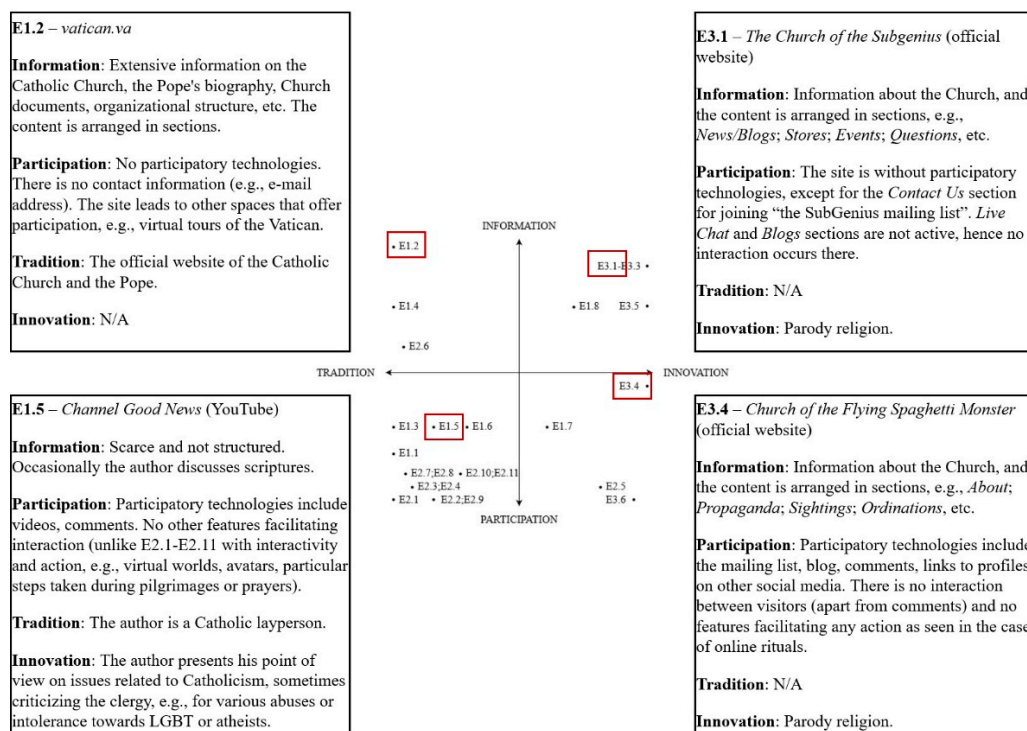 E1.2 – vatican.va
Information: Extensive information on the
Catholic Church, the Pope's biography, Church
documents, organizational structure, etc. The
content is arranged in sections.
Participation: No participatory technologies.
There is no contact information (e.g., e-mail
address). The site leads to other spaces that offer
participation, e.g., virtual tours of the Vatican.
Tradition: The official website of the Catholic
Church and the Pope.
Innovation: N/A
E3.1 – The Church of the Subgenius (official
website)
Information: Information about the Church, and
the content is arranged in sections, e.g.,
News/Blogs; Stores; Events; Questions, etc.
Participation: The site is without participatory
technologies, except for the Contact Us section
for joining “the SubGenius mailing list”. Live
Chat and Blogs sections are not active, hence no
interaction occurs there.
Tradition: N/A
Innovation: Parody religion.
INFORMATION
• E1.2
E3.1-E3.3 •
• E1.4
• E1.8
E3.5 •
• E2.6
TRADITION
INNOVATION
E3.4 •
• E1.3
• E1.5
• E1.6
• E1.7
• E1.1
• E2.7;E2.8
• E2.10;E2.11
• E2.3;E2.4
• E2.5
• E2.1
• E2.2;E2.9
E3.6 •
PARTICIPATION
E1.5 – Channel Good News (YouTube)
Information: Scarce and not structured.
Occasionally the author discusses scriptures.
Participation: Participatory technologies include
videos, comments. No other features facilitating
interaction (unlike E2.1-E2.11 with interactivity
and action, e.g., virtual worlds, avatars, particular
steps taken during pilgrimages or prayers).
Tradition: The author is a Catholic layperson.
Innovation: The author presents his point of
view on issues related to Catholicism, sometimes
criticizing the clergy, e.g., for various abuses or
intolerance towards LGBT or atheists.
E3.4 – Church of the Flying Spaghetti Monster
(official website)
Information: Information about the Church, and
the content is arranged in sections, e.g., About;
Propaganda; Sightings; Ordinations, etc.
Participation: Participatory technologies include
the mailing list, blog, comments, links to profiles
on other social media. There is no interaction
between visitors (apart from comments) and no
features facilitating any action as seen in the case
of online rituals.
Tradition: N/A
Innovation: Parody religion.